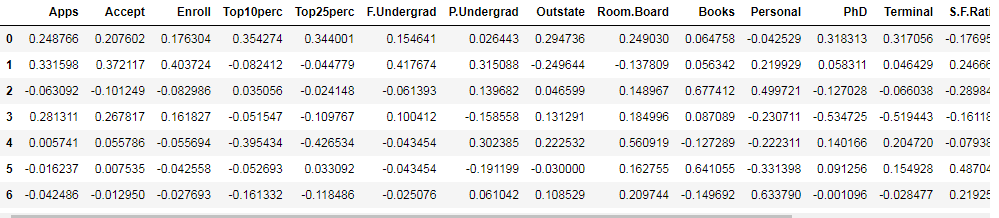 Apps Accept Enroll Top10perc Top25perc F.Undergrad P.Undergrad Outstate Room.Board Books Personal PhD Terminal S.F.Rati
0 0.248766 0.207602 0.176304 0.354274 0.344001 0.154641 0.026443 0.294736 0.249030 0.064758 -0.042529 0.318313 0.317056 -0.17695
1 0.331598 0.372117 0.403724 -0.082412 -0.044779 0.417674 0.315088 -0.249644 -0.137809 0.056342 0.219929 0.058311 0.046429 0.24666
2 -0.063092 -0.101249 -0.082986 0.035056 -0.024148 -0.061393 0.139682 0.046599 0.148967 0.677412 0.499721 -0.127028 -0.066038 -0.28984
3 0.281311 0.267817 0.161827 -0.051547 -0.109767 0.100412 -0.158558 0.131291 0.184996 0.087089 -0.230711 -0.534725 -0.519443 -0.16118
4 0.005741 0.055786 -0.055694 -0.395434 -0.426534 -0.043454 0.302385 0.222532 0.560919 -0.127289 -0.222311 0.140166 0.204720 -0.07938
5 -0.016237 0.007535 -0.042558 -0.052693 0.033092 -0.043454 -0.191199 -0.030000 0.162755 0.641055 -0.331398 0.091256 0.154928 0.48704
6 -0.042486 -0.012950 -0.027693 -0.161332 -0.118486 -0.025076 0.061042 0.108529 0.209744 -0.149692 0.633790 -0.001096 -0.028477 0.21925